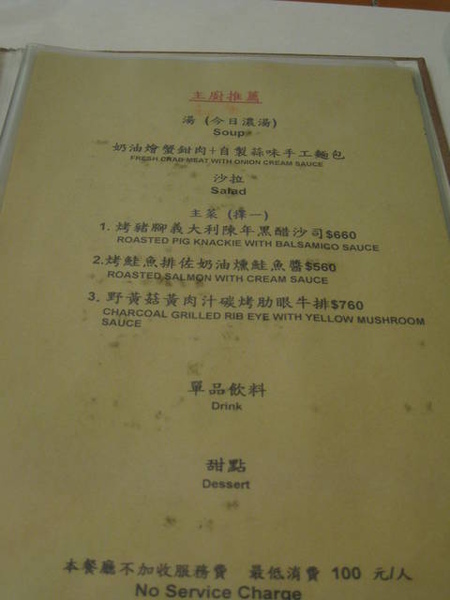 主廚推薦
湯 (今日濃湯)
Soup
奶油燴蟹鉗肉+自製蒜味手工麵包
FRESH CRAB MEAT WITH ONION CREAM SAUCE
沙拉
Salad
主菜 (擇一)
1. 烤豬腳義大利陳年黑醋沙司$660
ROASTED PIG KNACKIE WITH BALSAMICO SAUCE
2.烤鮭魚排佐奶油燻鮭魚醬$560
ROASTED SALMON WITH CREAM SAUCE
3. 野黃菇黃肉汁碳烤肋眼牛排$760
CHARCOAL GRILLED RIB EYE WITH YELLOW MUSHROOM
SAUCE
單品飲料
Drink
甜點
Dessert
本餐廳不加收服務費 最低消費 100 元/人
No Service Charge